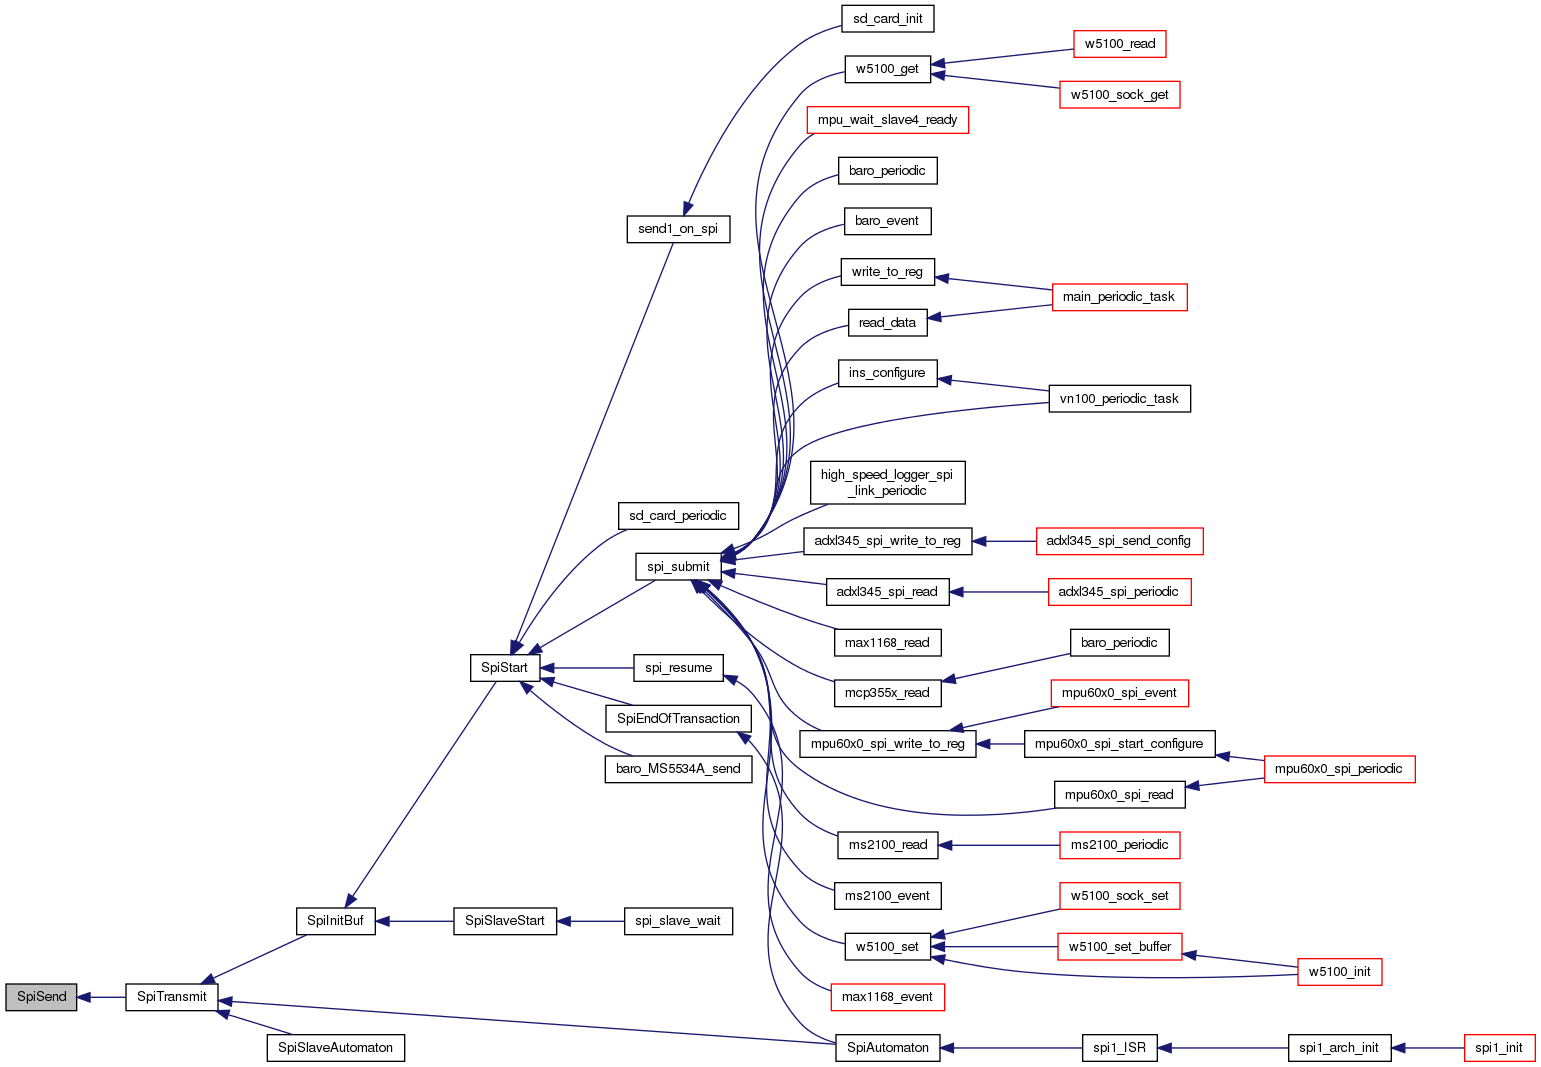 sd_card_init
w5100_read
w5100_get
w5100_sock_get
mpu_wait_slave4_ready
baro_periodic
send1_on_spi
baro_event
write_to_reg
main_periodic_task
read_data
ins_configure
vn100_periodic_task
high_speed_logger_spi
_link_periodic
sd_card_periodic
adxl345_spi_write_to_reg
adxl345_spi_send_config
spi_submit
adxl345_spi_read
adxl345_spi_periodic
max1168_read
baro_periodic
SpiStart
spi_resume
mcp355x_read
mpu60x0_spi_event
SpiEndOfTransaction
mpu60x0_spi_write_to_reg
mpu60x0_spi_start_configure
baro_MS5534A_send
mpu60x0_spi_periodic
mpu60x0_spi_read
ms2100_read
ms2100_periodic
ms2100_event
w5100_sock_set
SpiInitBuf
SpiSlaveStart
spi_slave_wait
w5100_set
w5100_set_buffer
w5100_init
SpiSend
SpiTransmit
max1168_event
SpiSlaveAutomaton
SpiAutomaton
spi1_ISR
spi1_arch_init
spi1_init